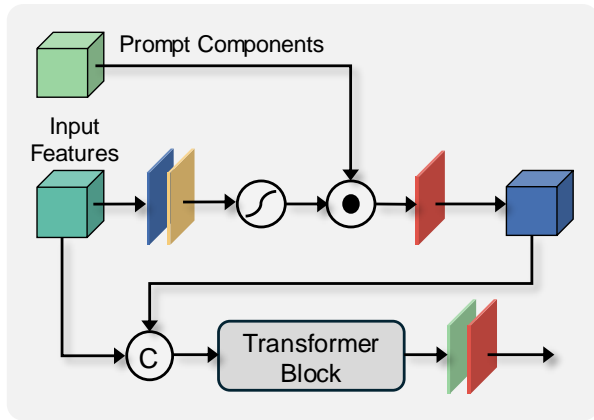 Prompt Components
Input
Features
C
Transformer
Block